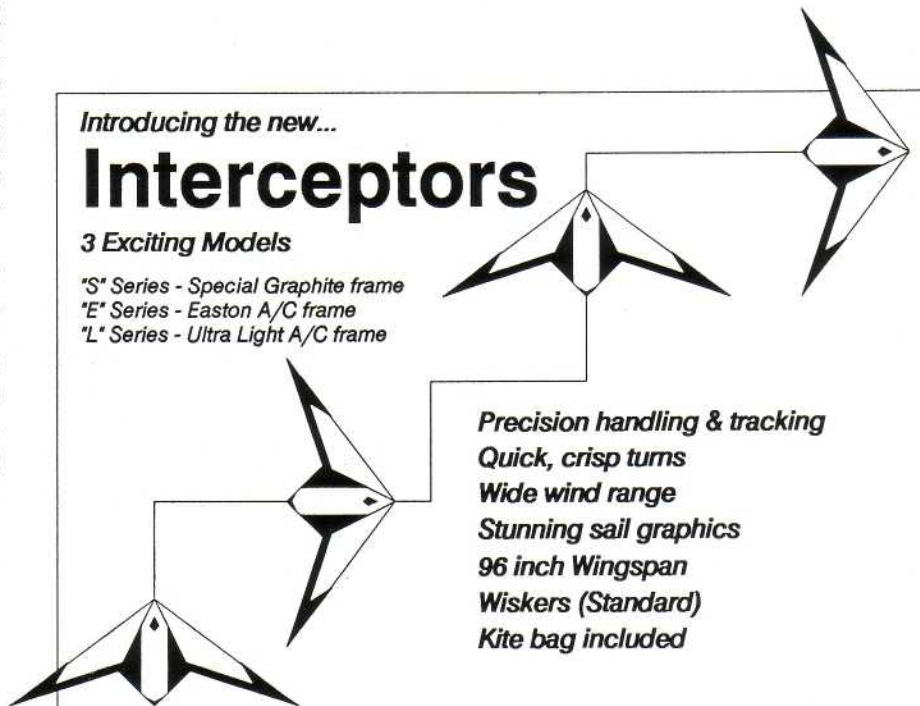 Introducing the new...
Interceptors
3 Exciting Models
"S" Series - Special Graphite frame
"E" Series - Easton A/C frame
"L" Series - Ultra Light A/C frame
Precision handling & tracking
Quick, crisp turns
Wide wind range
Stunning sail graphics
96 inch Wingspan
Wiskers (Standard)
Kite bag included